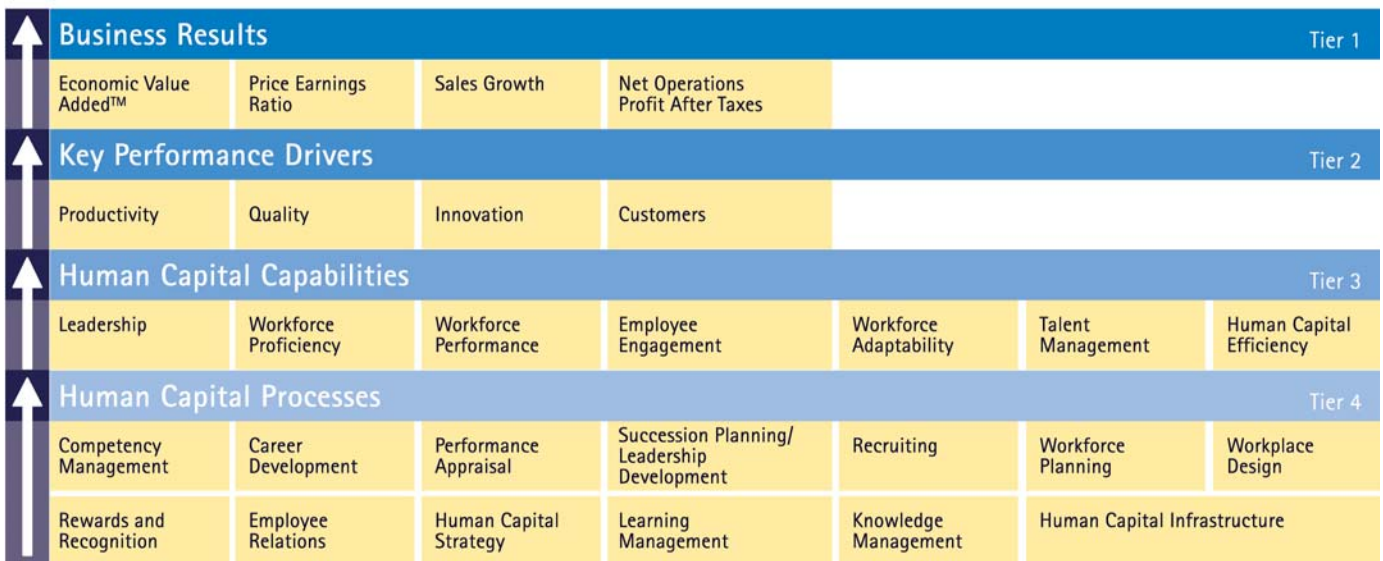 Business Results
Tier 1
Economic Value
Added™
Price Earnings
Ratio
Sales Growth
Net Operations
Profit After Taxes
Key Performance Drivers
Tier 2
Productivity
Quality
Innovation
Customers
Human Capital Capabilities
Tier 3
Leadership
Workforce
Proficiency
Workforce
Performance
Employee
Engagement
Workforce
Adaptability
Talent
Management
Human Capital
Efficiency
Human Capital Processes
Tier 4
Competency
Management
Career
Development
Performance
Appraisal
Succession Planning/
Leadership
Development
Recruiting
Workforce
Planning
Workplace
Design
Rewards and
Recognition
Employee
Relations
Human Capital
Strategy
Learning
Management
Knowledge
Management
Human Capital Infrastructure